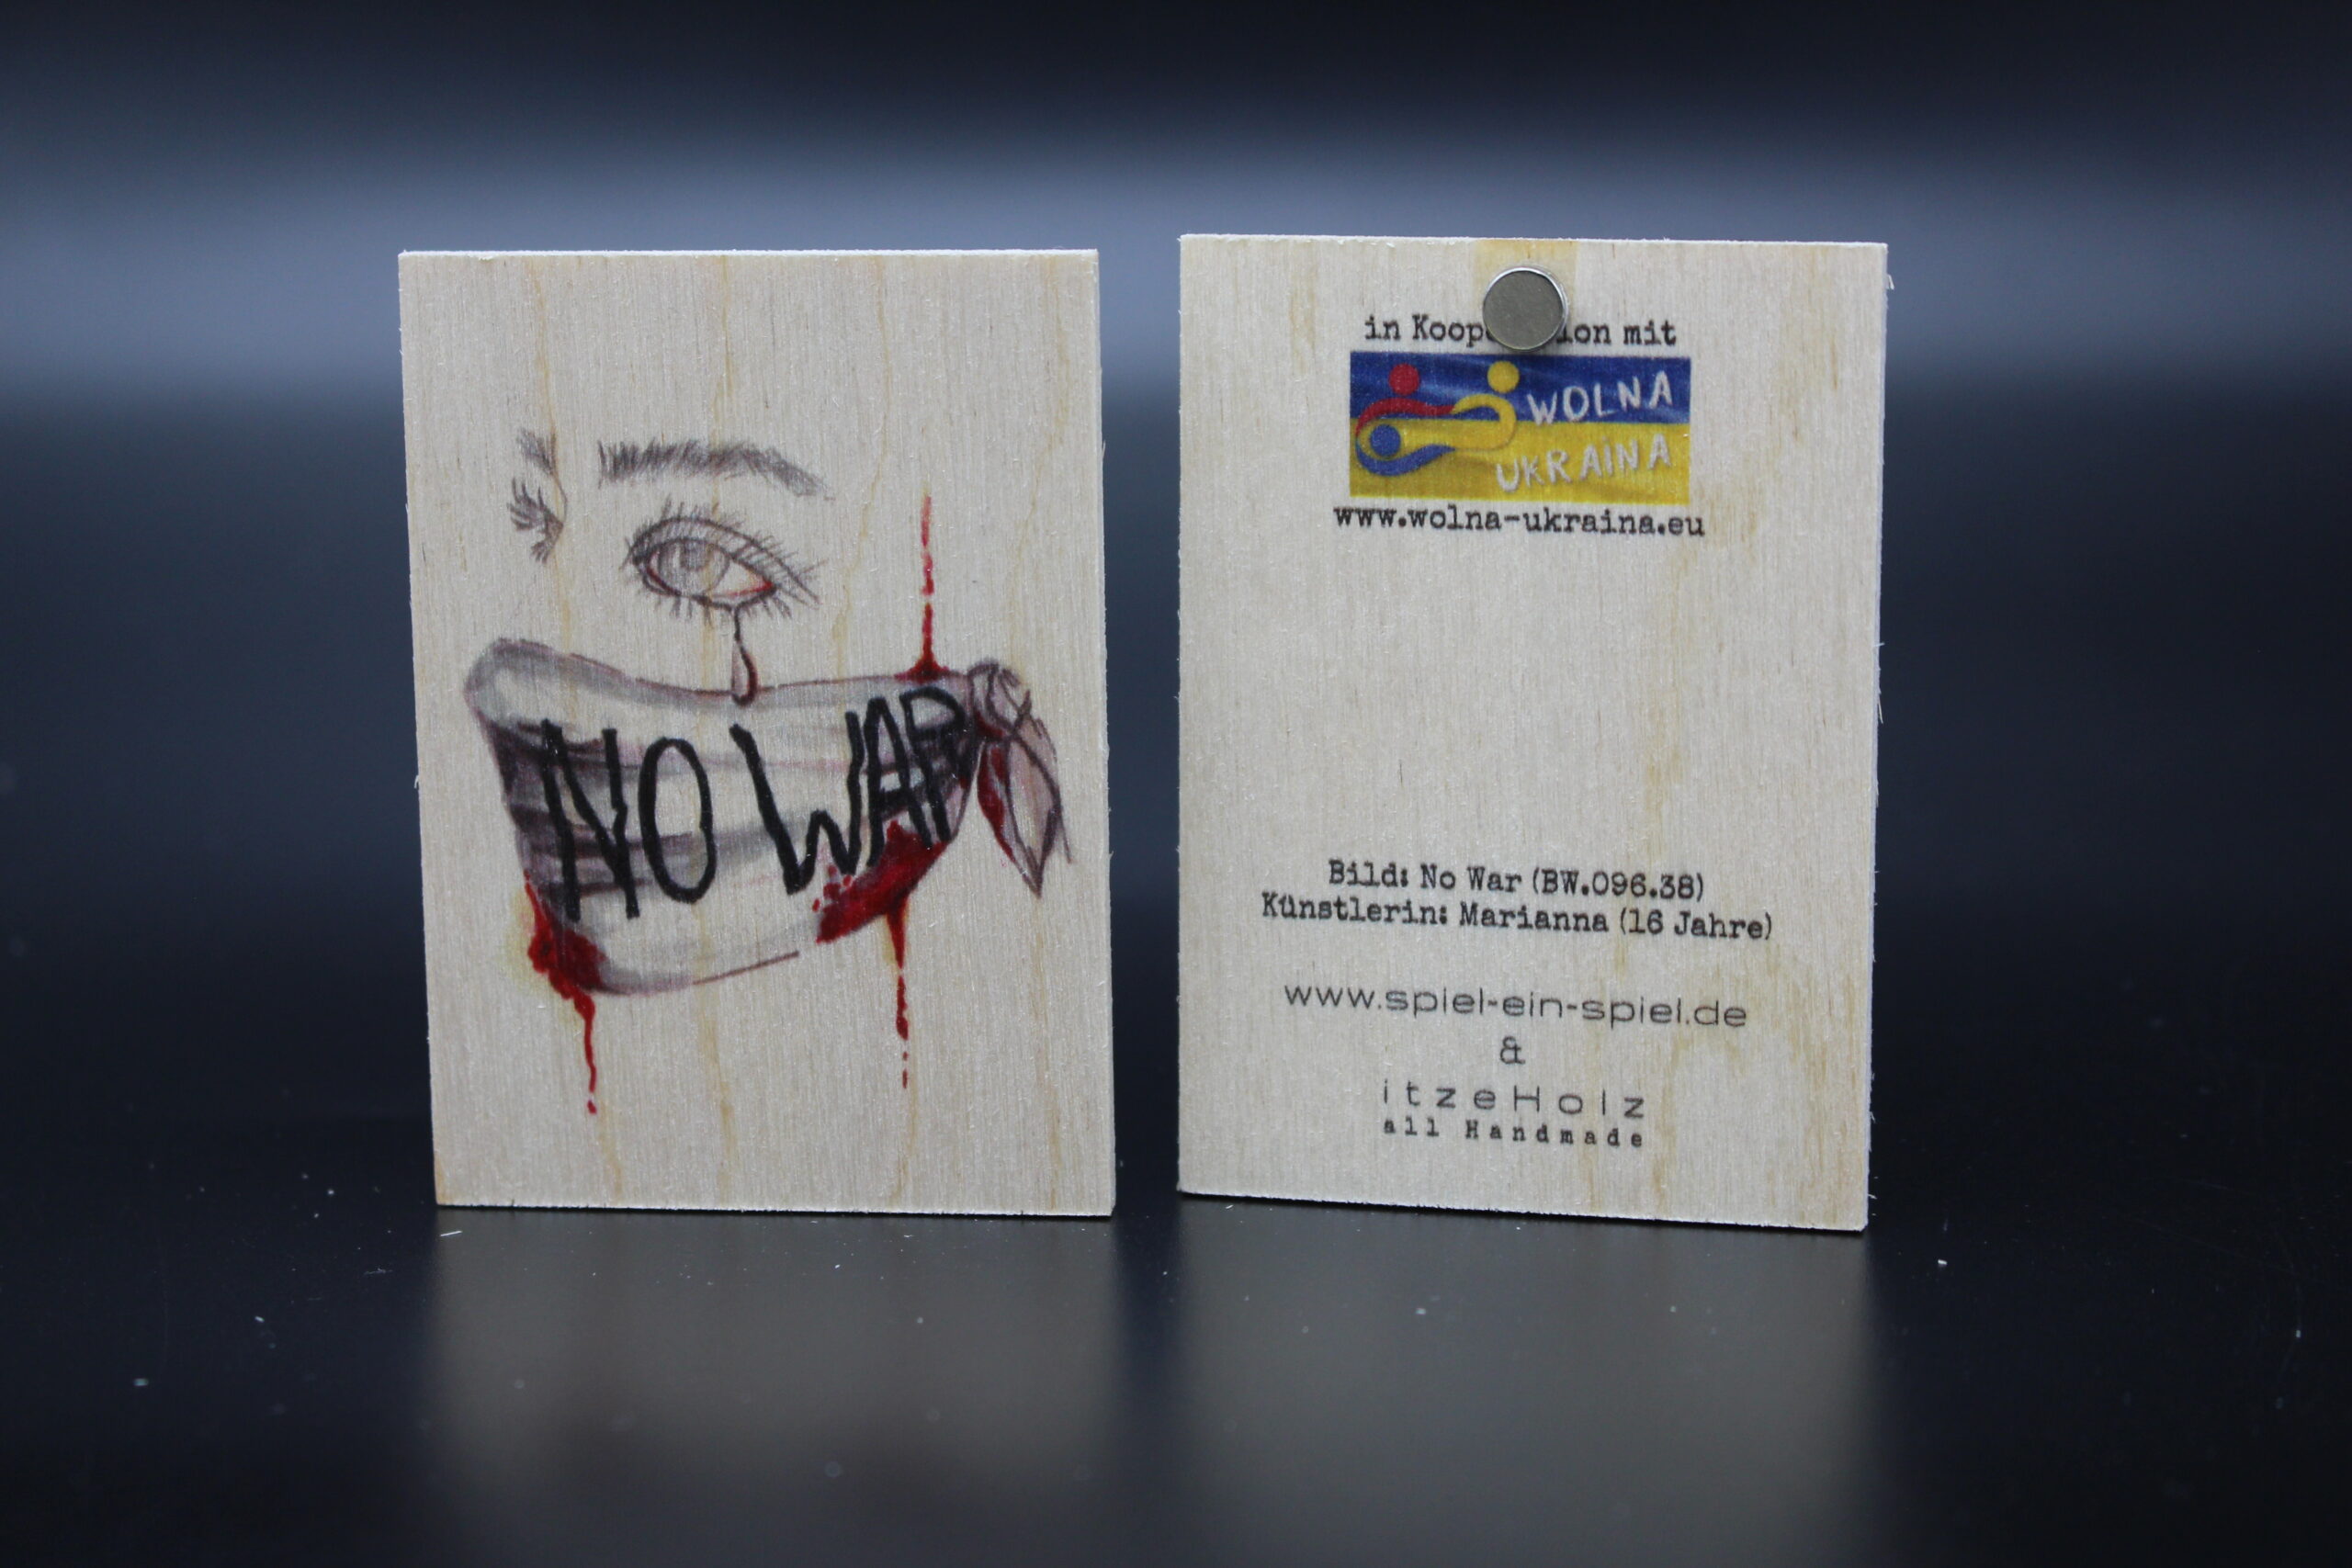 NO WAR
in Koop ion mit
WOLNA
UKRAINA
www.wolna-ukraina.eu
Bild: No War (BW.096.38)
Künstlerin: Marianna (16 Jahre)
www.spiel-ein-spiel.de
&
itzeHolz
all Handmade